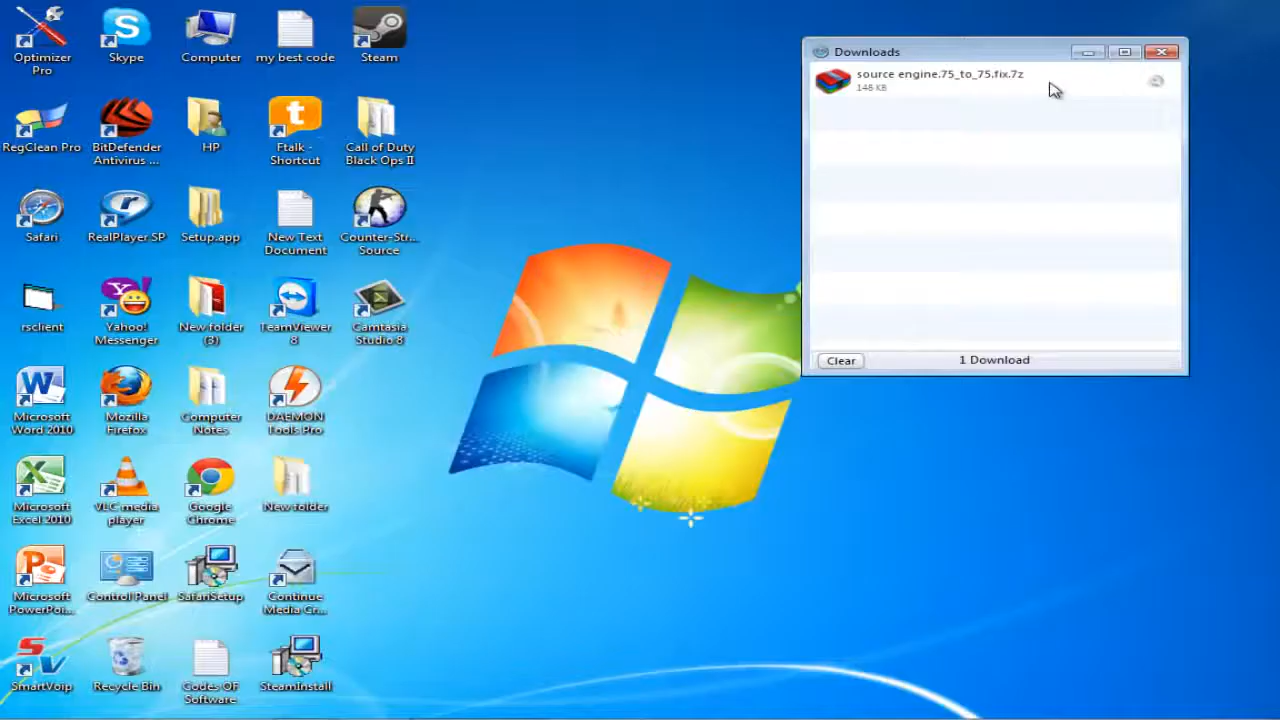 Optimizer
Pro
Skype
Computer
my best code
Steam
RegClean Pro
BitDefender
Antivirus ...
HP
Ftalk -
Shortcut
Call of Duty
Black Ops II
Safari
RealPlayer SP
Setup.app
New Text
Document
Counter-Str...
Source
rsclient
Yahoo!
Messenger
New folder
(3)
TeamViewer
8
Camtasia
Studio 8
Microsoft
Word 2010
Mozilla
Firefox
Computer
Notes
DAEMON
Tools Pro
Microsoft
Excel 2010
VLC media
player
Google
Chrome
New folder
Microsoft
PowerPoi...
Control Panel
SafariSetup
Continue
Media Cr...
SmartVoip
Recycle Bin
Codes OF
Software
SteamInstall
Downloads
source engine.75_to_75.fix.7z
148 KB
Clear
1 Download